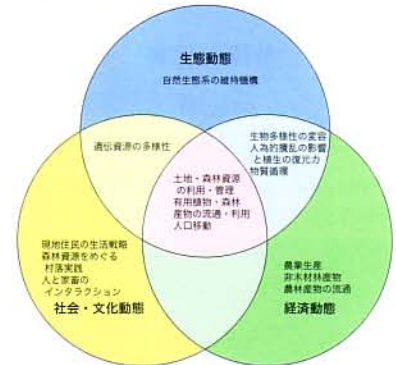 生態動態
自然生態系の維持機構
遺伝資源の多様性
生物多様性の変容
人為的攪乱の影響
と植生の復元力
物質循環
土地・森林資源
の利用・管理
有用植物・森林
産物の流通・利用
人口移動
現地住民の生活戦略
森林資源をめぐる
村落実践
人と家畜の
インタラクション
社会・文化動態
農業生産
非木材林産物
農林産物の流通
経済動態